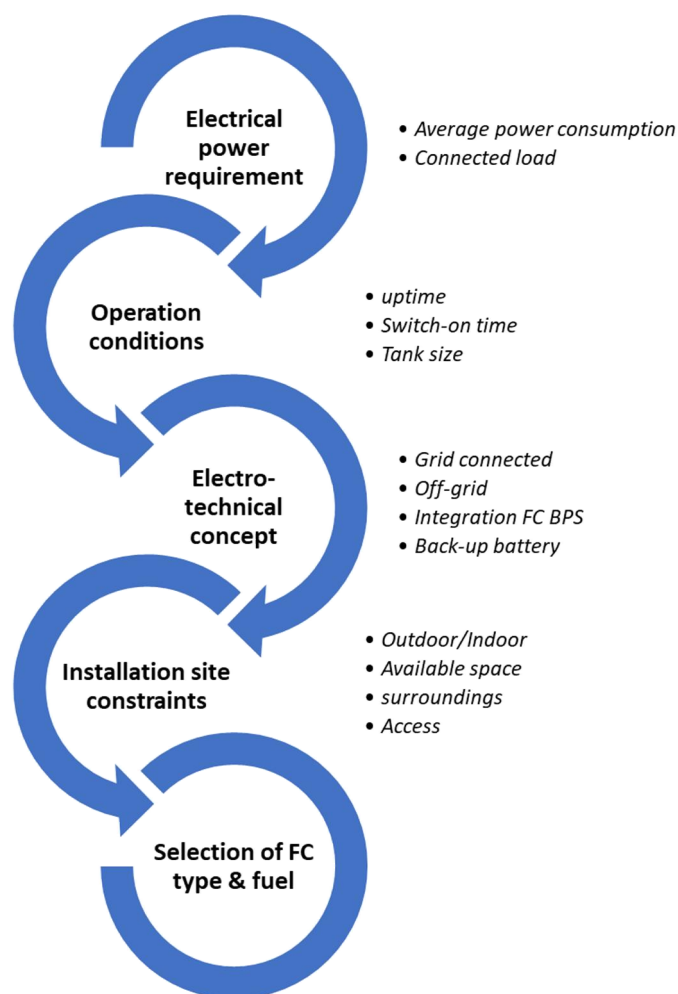 Electrical
power
requirement
• Average power consumption
• Connected load
Operation
conditions
• uptime
• Switch-on time
• Tank size
Electro-
technical
concept
• Grid connected
• Off-grid
• Integration FC BPS
• Back-up battery
Installation site
constraints
• Outdoor/Indoor
• Available space
• surroundings
• Access
Selection of FC
type & fuel